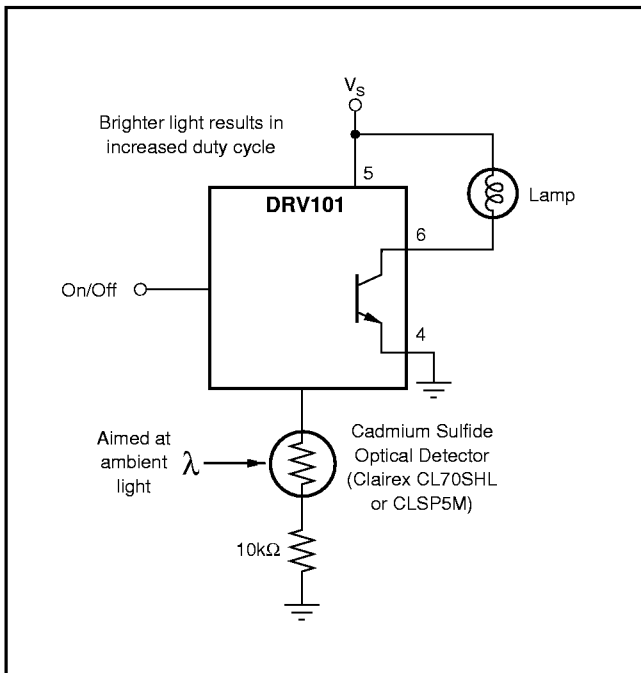 V_S
Brighter light results in
increased duty cycle
5
DRV101
6
Lamp
On/Off
4
Aimed at
ambient
light
λ
Cadmium Sulfide
Optical Detector
(Clairex CL70SHL
or CLSP5M)
10kΩ